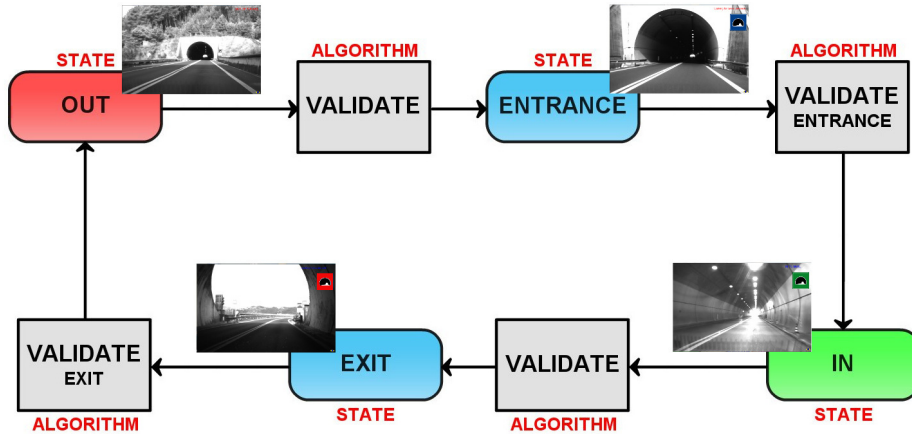 STATE
OUT
ALGORITHM
VALIDATE
STATE
ENTRANCE
ALGORITHM
VALIDATE
ENTRANCE
VALIDATE
EXIT
ALGORITHM
EXIT
STATE
VALIDATE
ALGORITHM
IN
STATE